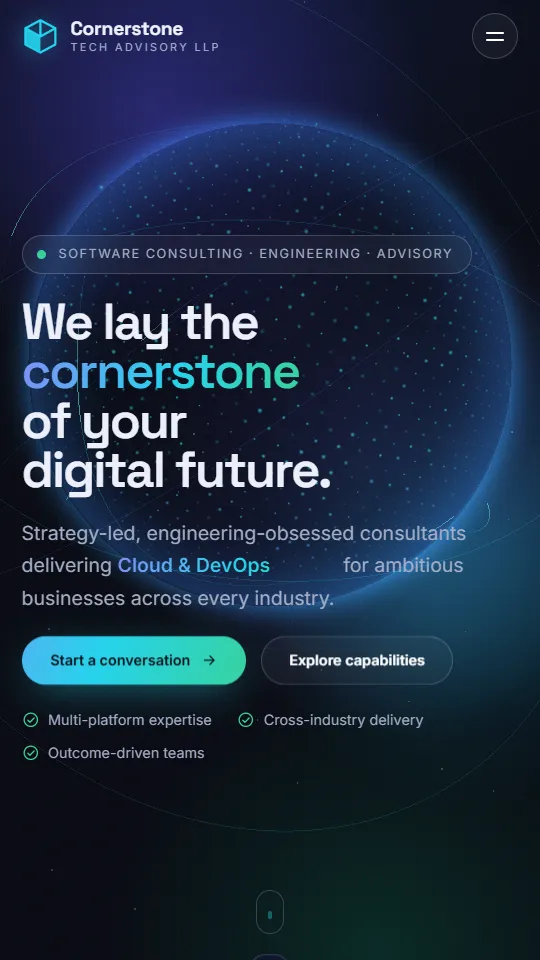 Cornerstone
TECH ADVISORY LLP
SOFTWARE CONSULTING · ENGINEERING · ADVISORY
We lay the
cornerstone
of your
digital future.
Strategy-led, engineering-obsessed consultants
delivering Cloud & DevOps for ambitious
businesses across every industry.
Start a conversation →
Explore capabilities
Multi-platform expertise
Cross-industry delivery
Outcome-driven teams